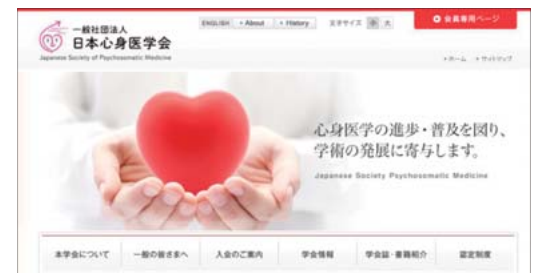 一般社団法人
日本心身医学会
Japanese Society of Psychosomatic Medicine
ENGLISH
About
History
文字サイズ 小 大
会員専用ページ
ホーム
サイトマップ
心身医学の進歩・普及を図り、
学術の発展に寄与します。
Japanese Society Psychosomatic Medicine
本学会について
一般の皆さまへ
入会のご案内
学会情報
学会誌・書籍紹介
認定制度